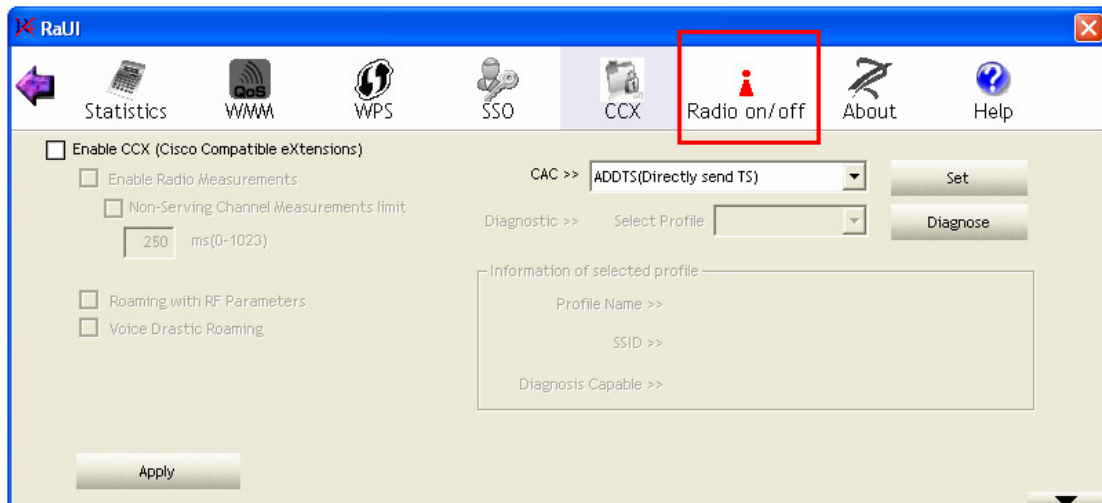 RaUI
Statistics
QoS
WMM
WPS
SSO
CCX
Radio on/off
About
Help
Enable CCX (Cisco Compatible eXtensions)
Enable Radio Measurements
Non-Serving Channel Measurements limit
250 ms(0-1023)
Roaming with RF Parameters
Voice Drastic Roaming
Apply
CAC >> ADDTS(Directly send TS) Set
Diagnostic >> Select Profile Diagnose
Information of selected profile
Profile Name >>
SSID >>
Diagnosis Capable >>